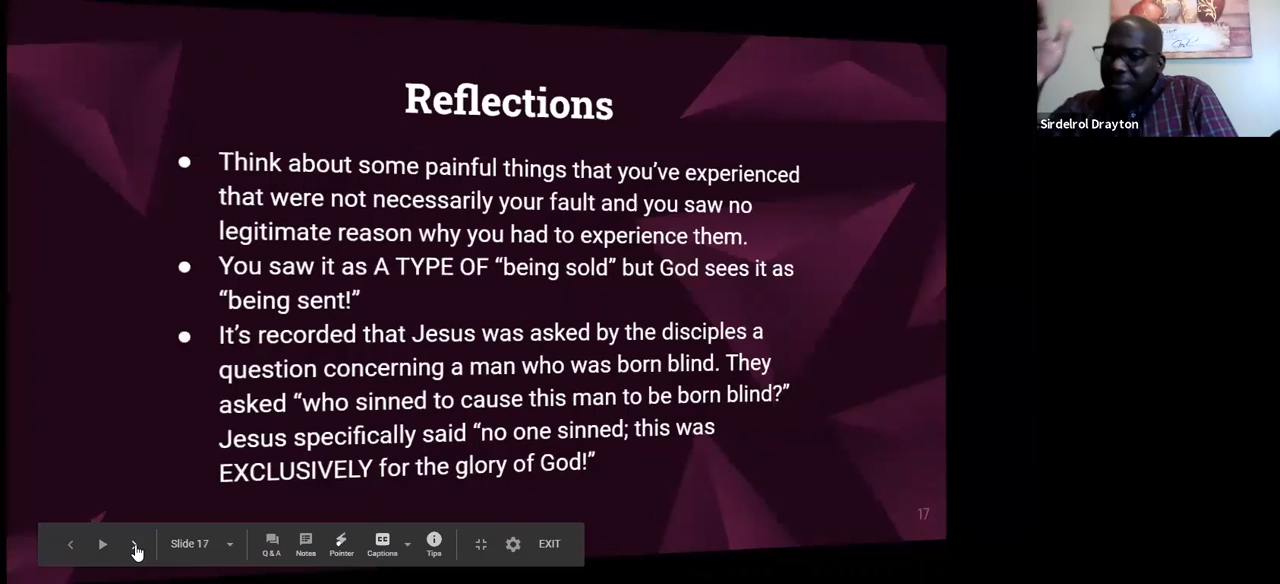 Reflections
● Think about some painful things that you’ve experienced
that were not necessarily your fault and you saw no
legitimate reason why you had to experience them.
● You saw it as A TYPE OF “being sold” but God sees it as
“being sent!”
● It’s recorded that Jesus was asked by the disciples a
question concerning a man who was born blind. They
asked “who sinned to cause this man to be born blind?”
Jesus specifically said “no one sinned; this was
EXCLUSIVELY for the glory of God!”
17
Slide 17
Q & A
Notes
Pointer
Captions
Tips
EXIT
Sirdelrol Drayton